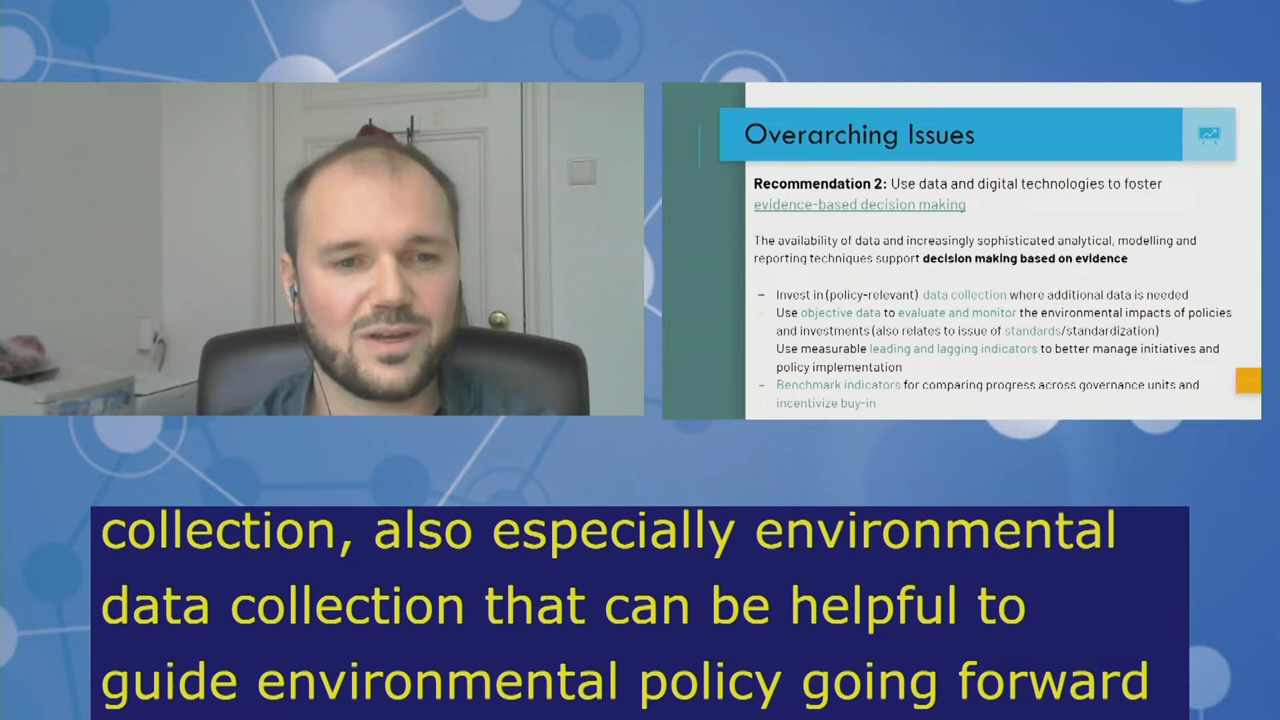 Overarching Issues
Recommendation 2: Use data and digital technologies to foster
evidence-based decision making
The availability of data and increasingly sophisticated analytical, modelling and
reporting techniques support decision making based on evidence
– Invest in (policy-relevant) data collection where additional data is needed
Use objective data to evaluate and monitor the environmental impacts of policies
and investments (also relates to issue of standards/standardization)
Use measurable leading and lagging indicators to better manage initiatives and
policy implementation
– Benchmark indicators for comparing progress across governance units and
incentivize buy-in
collection, also especially environmental
data collection that can be helpful to
guide environmental policy going forward